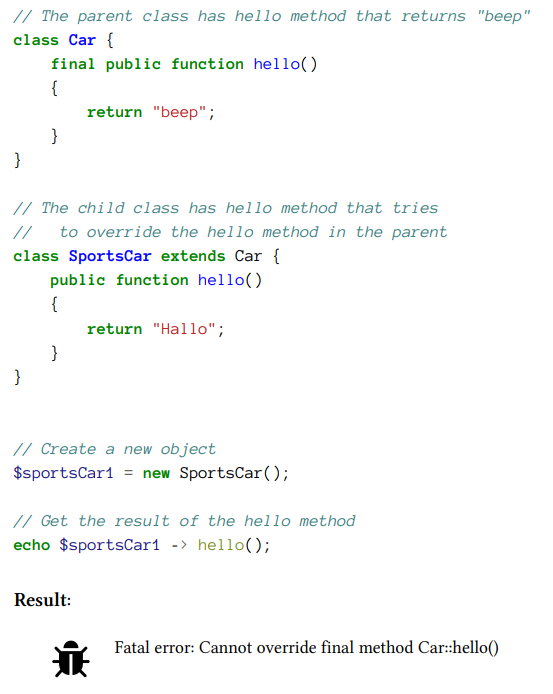 // The parent class has hello method that returns "beep"
class Car {
    final public function hello()
    {
        return "beep";
    }
}

// The child class has hello method that tries
//   to override the hello method in the parent
class SportsCar extends Car {
    public function hello()
    {
        return "Hallo";
    }
}

// Create a new object
$sportsCar1 = new SportsCar();

// Get the result of the hello method
echo $sportsCar1 -> hello();

Result:
Fatal error: Cannot override final method Car::hello()